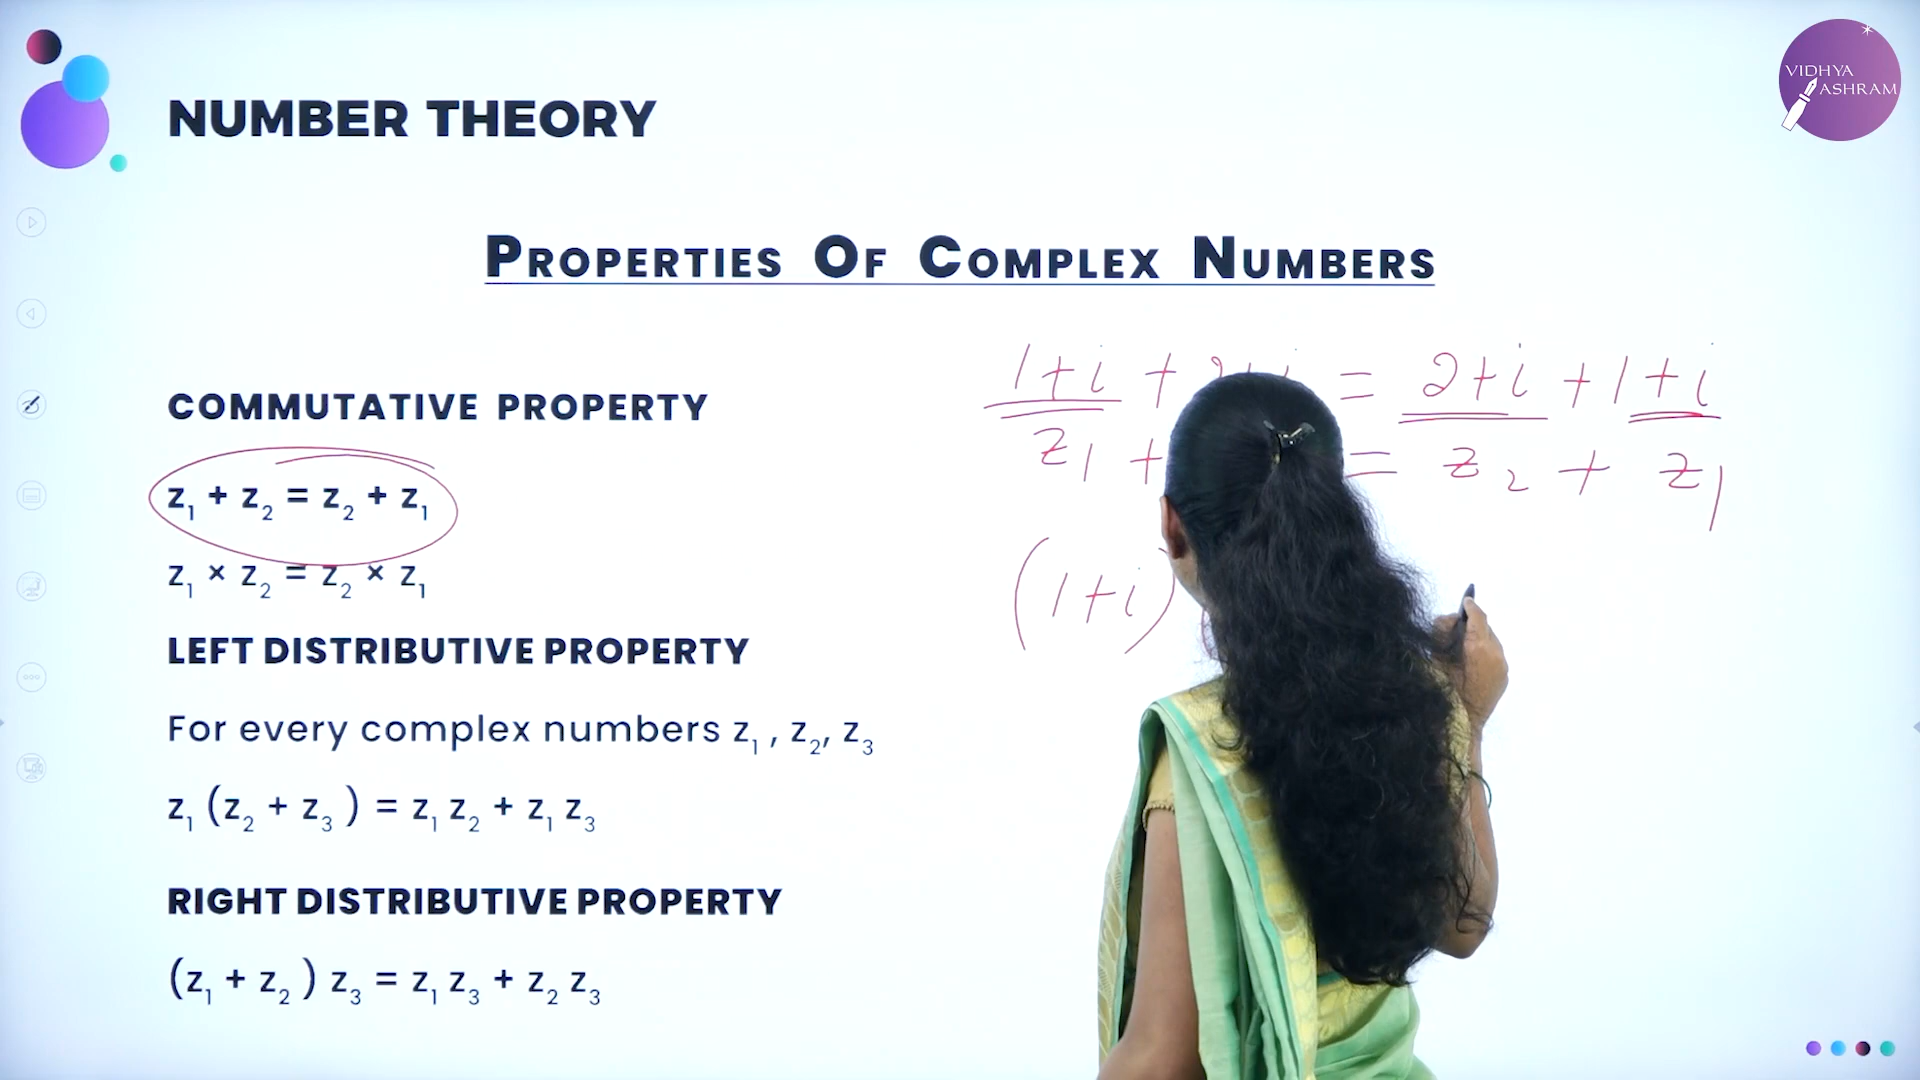 VIDHYA
ASHRAM
NUMBER THEORY
PROPERTIES OF COMPLEX NUMBERS
COMMUTATIVE PROPERTY
z₁ + z₂ = z₂ + z₁
z₁ × z₂ = z₂ × z₁
LEFT DISTRIBUTIVE PROPERTY
For every complex numbers z₁ , z₂, z₃
z₁ (z₂ + z₃ ) = z₁ z₂ + z₁ z₃
RIGHT DISTRIBUTIVE PROPERTY
(z₁ + z₂ ) z₃ = z₁ z₃ + z₂ z₃
1+i + = 2+i + 1+i
z₁ + = z₂ + z₁
(1+i)